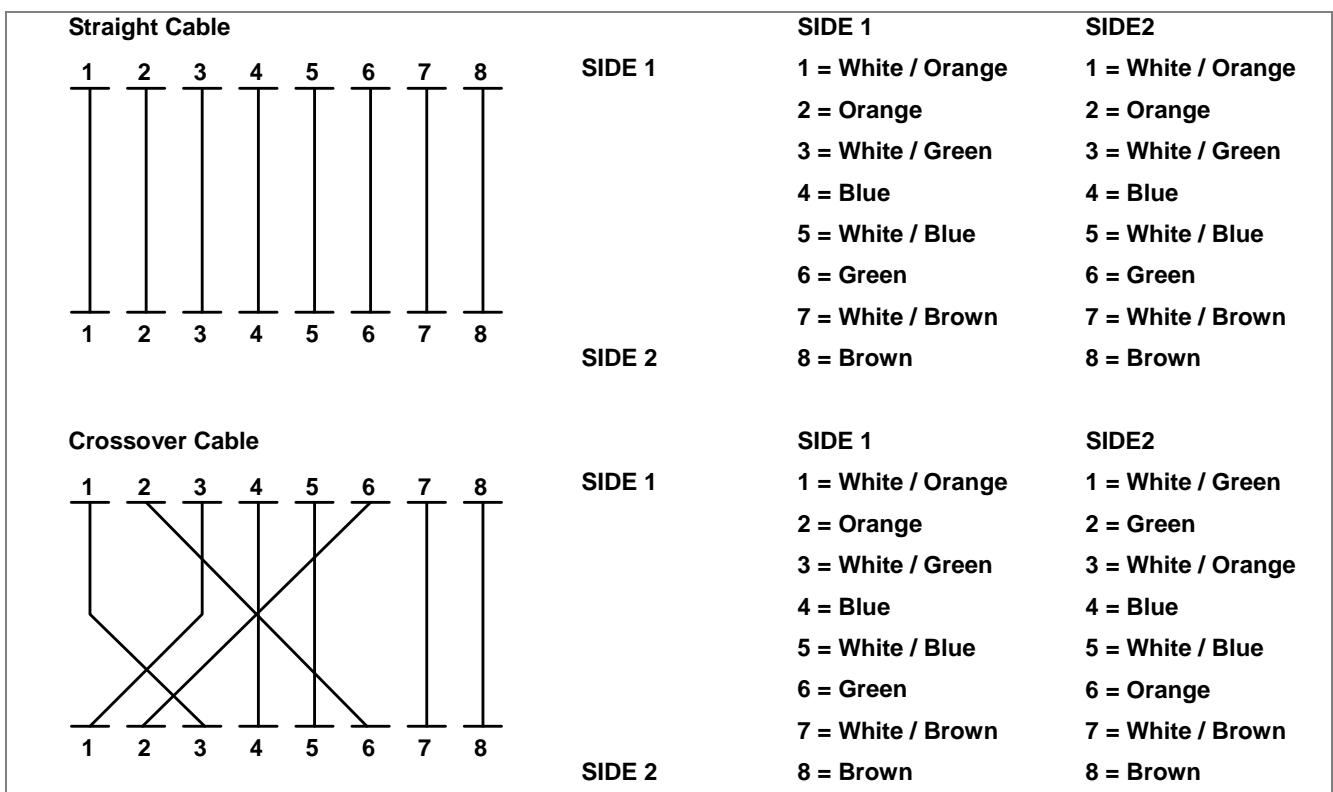 Straight Cable SIDE 1 SIDE2
1 2 3 4 5 6 7 8 SIDE 1 1 = White / Orange 1 = White / Orange
2 = Orange 2 = Orange
3 = White / Green 3 = White / Green
4 = Blue 4 = Blue
5 = White / Blue 5 = White / Blue
6 = Green 6 = Green
7 = White / Brown 7 = White / Brown
1 2 3 4 5 6 7 8
SIDE 2 8 = Brown 8 = Brown
Crossover Cable SIDE 1 SIDE2
1 2 3 4 5 6 7 8 SIDE 1 1 = White / Orange 1 = White / Green
2 = Orange 2 = Green
3 = White / Green 3 = White / Orange
4 = Blue 4 = Blue
5 = White / Blue 5 = White / Blue
6 = Green 6 = Orange
7 = White / Brown 7 = White / Brown
1 2 3 4 5 6 7 8
SIDE 2 8 = Brown 8 = Brown